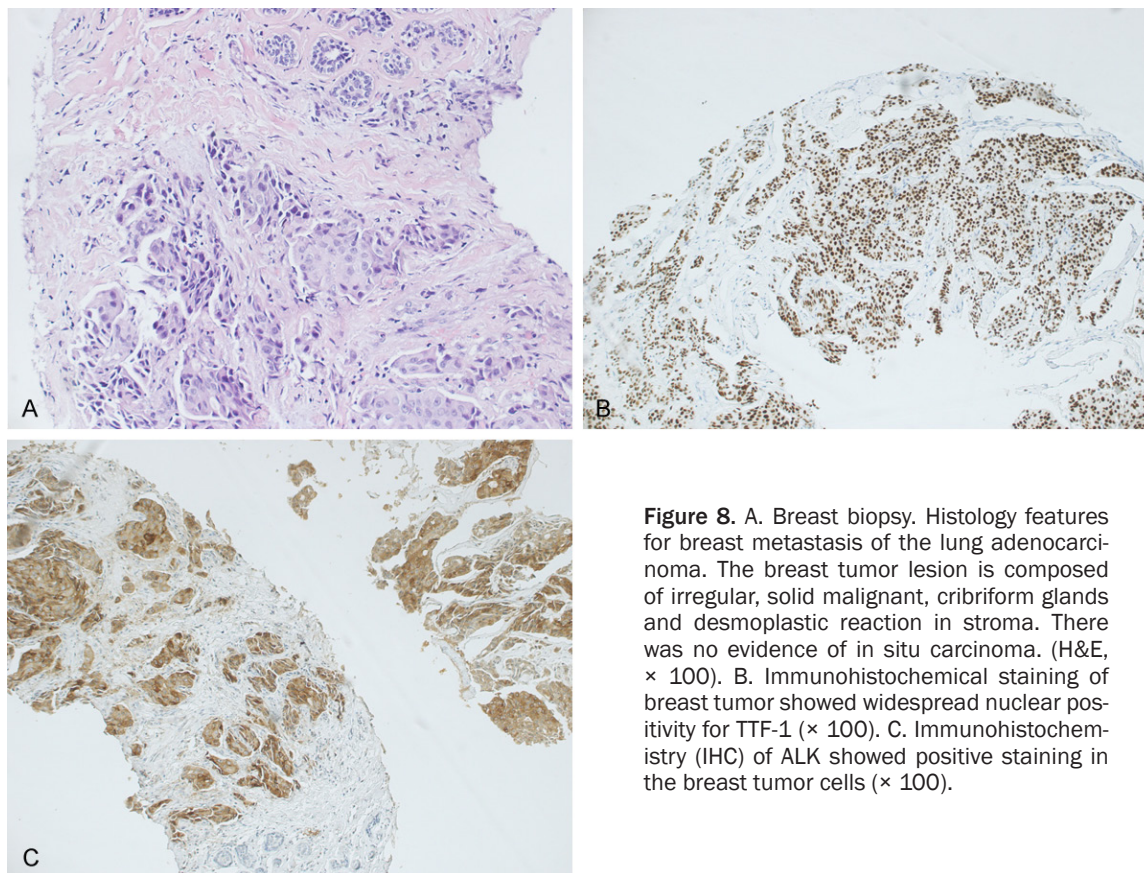 A
B
C
Figure 8. A. Breast biopsy. Histology features
for breast metastasis of the lung adenocarci-
noma. The breast tumor lesion is composed
of irregular, solid malignant, cribriform glands
and desmoplastic reaction in stroma. There
was no evidence of in situ carcinoma. (H&E,
× 100). B. Immunohistochemical staining of
breast tumor showed widespread nuclear pos-
itivity for TTF-1 (× 100). C. Immunohistochem-
istry (IHC) of ALK showed positive staining in
the breast tumor cells (× 100).